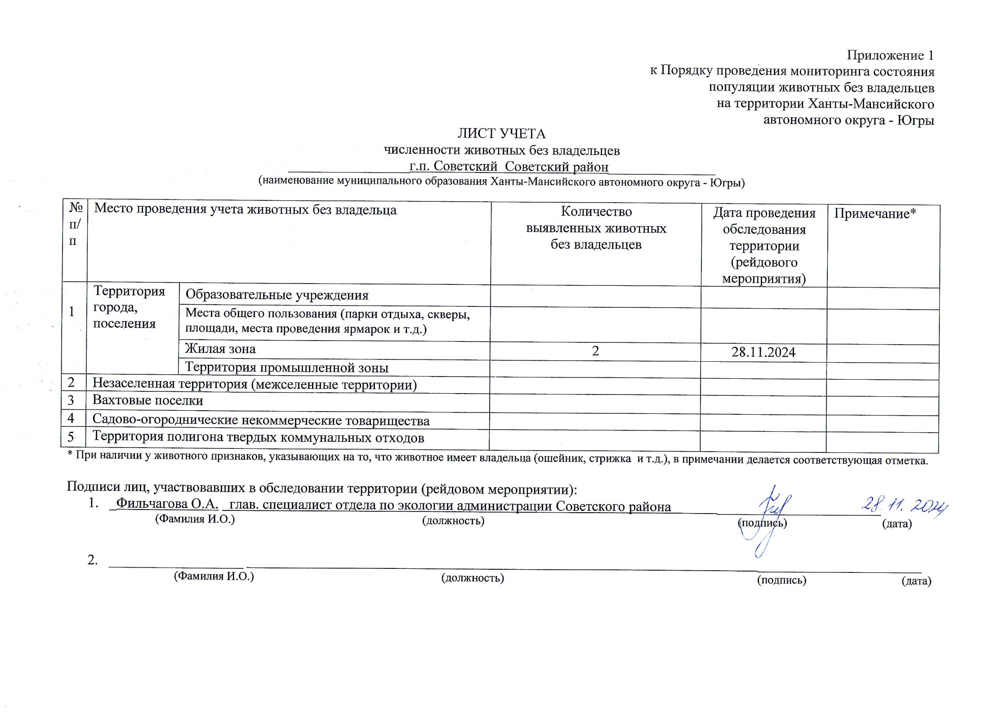 Приложение 1
к Порядку проведения мониторинга состояния
популяции животных без владельцев
на территории Ханты-Мансийского
автономного округа - Югры
ЛИСТ УЧЕТА
численности животных без владельцев
г.п. Советский Советский район
(наименование муниципального образования Ханты-Мансийского автономного округа - Югры)
№
п/
п
Место проведения учета животных без владельца
Количество
выявленных животных
без владельцев
Дата проведения
обследования
территории
(рейдового
мероприятия)
Примечание*
1
Территория
города,
поселения
Образовательные учреждения
Места общего пользования (парки отдыха, скверы,
площади, места проведения ярмарок и т.д.)
Жилая зона 2 28.11.2024
Территория промышленной зоны
2 Незаселенная территория (межселенные территории)
3 Вахтовые поселки
4 Садово-огороднические некоммерческие товарищества
5 Территория полигона твердых коммунальных отходов
* При наличии у животного признаков, указывающих на то, что животное имеет владельца (ошейник, стрижка и т.д.), в примечании делается соответствующая отметка.
Подписи лиц, участвовавших в обследовании территории (рейдовом мероприятии):
1. Фильчагова О.А. глав. специалист отдела по экологии администрации Советского района 28.11.2024
(Фамилия И.О.) (должность) (подпись) (дата)
2.
(Фамилия И.О.) (должность) (подпись) (дата)